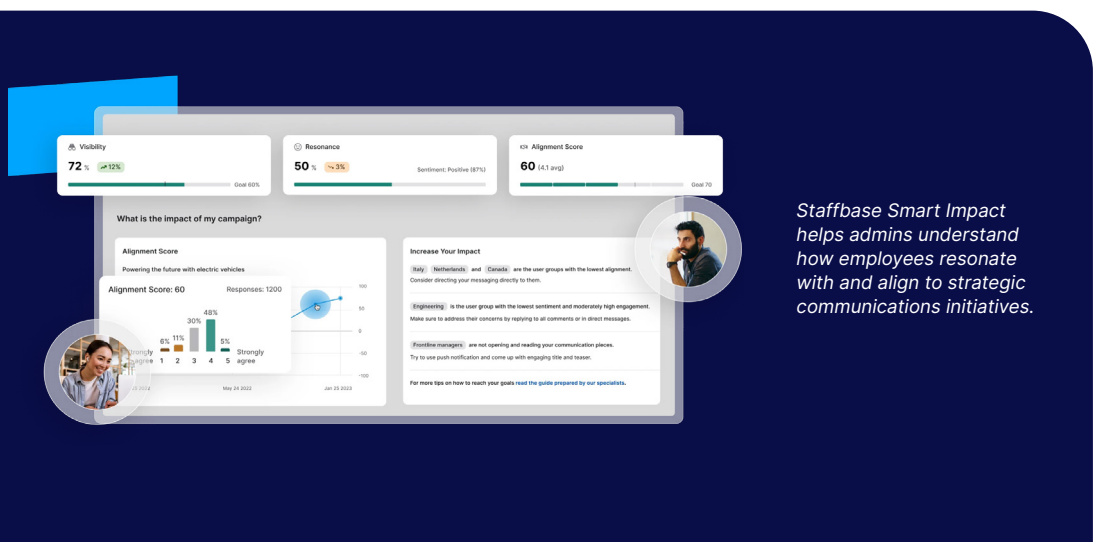 Visibility
72 % 12%
Goal 60%
Resonance
50 % 3%
Sentiment: Positive (87%)
Alignment Score
60 (4.1 avg)
Goal 70
What is the impact of my campaign?
Alignment Score
Powering the future with electric vehicles
Alignment Score: 60 Responses: 1200
48%
30%
6% 11% 5%
Strongly
agree
1 2 3 4 5
100
50
0
-50
-100
May 24 2022
Jan 25 2023
Increase Your Impact
Italy Netherlands and Canada are the user groups with the lowest alignment.
Consider directing your messaging directly to them.
Engineering is the user group with the lowest sentiment and moderately high engagement.
Make sure to address their concerns by replying to all comments or in direct messages.
Frontline managers are not opening and reading your communication pieces.
Try to use push notification and come up with engaging title and teaser.
For more tips on how to reach your goals read the guide prepared by our specialists.
Staffbase Smart Impact
helps admins understand
how employees resonate
with and align to strategic
communications initiatives.